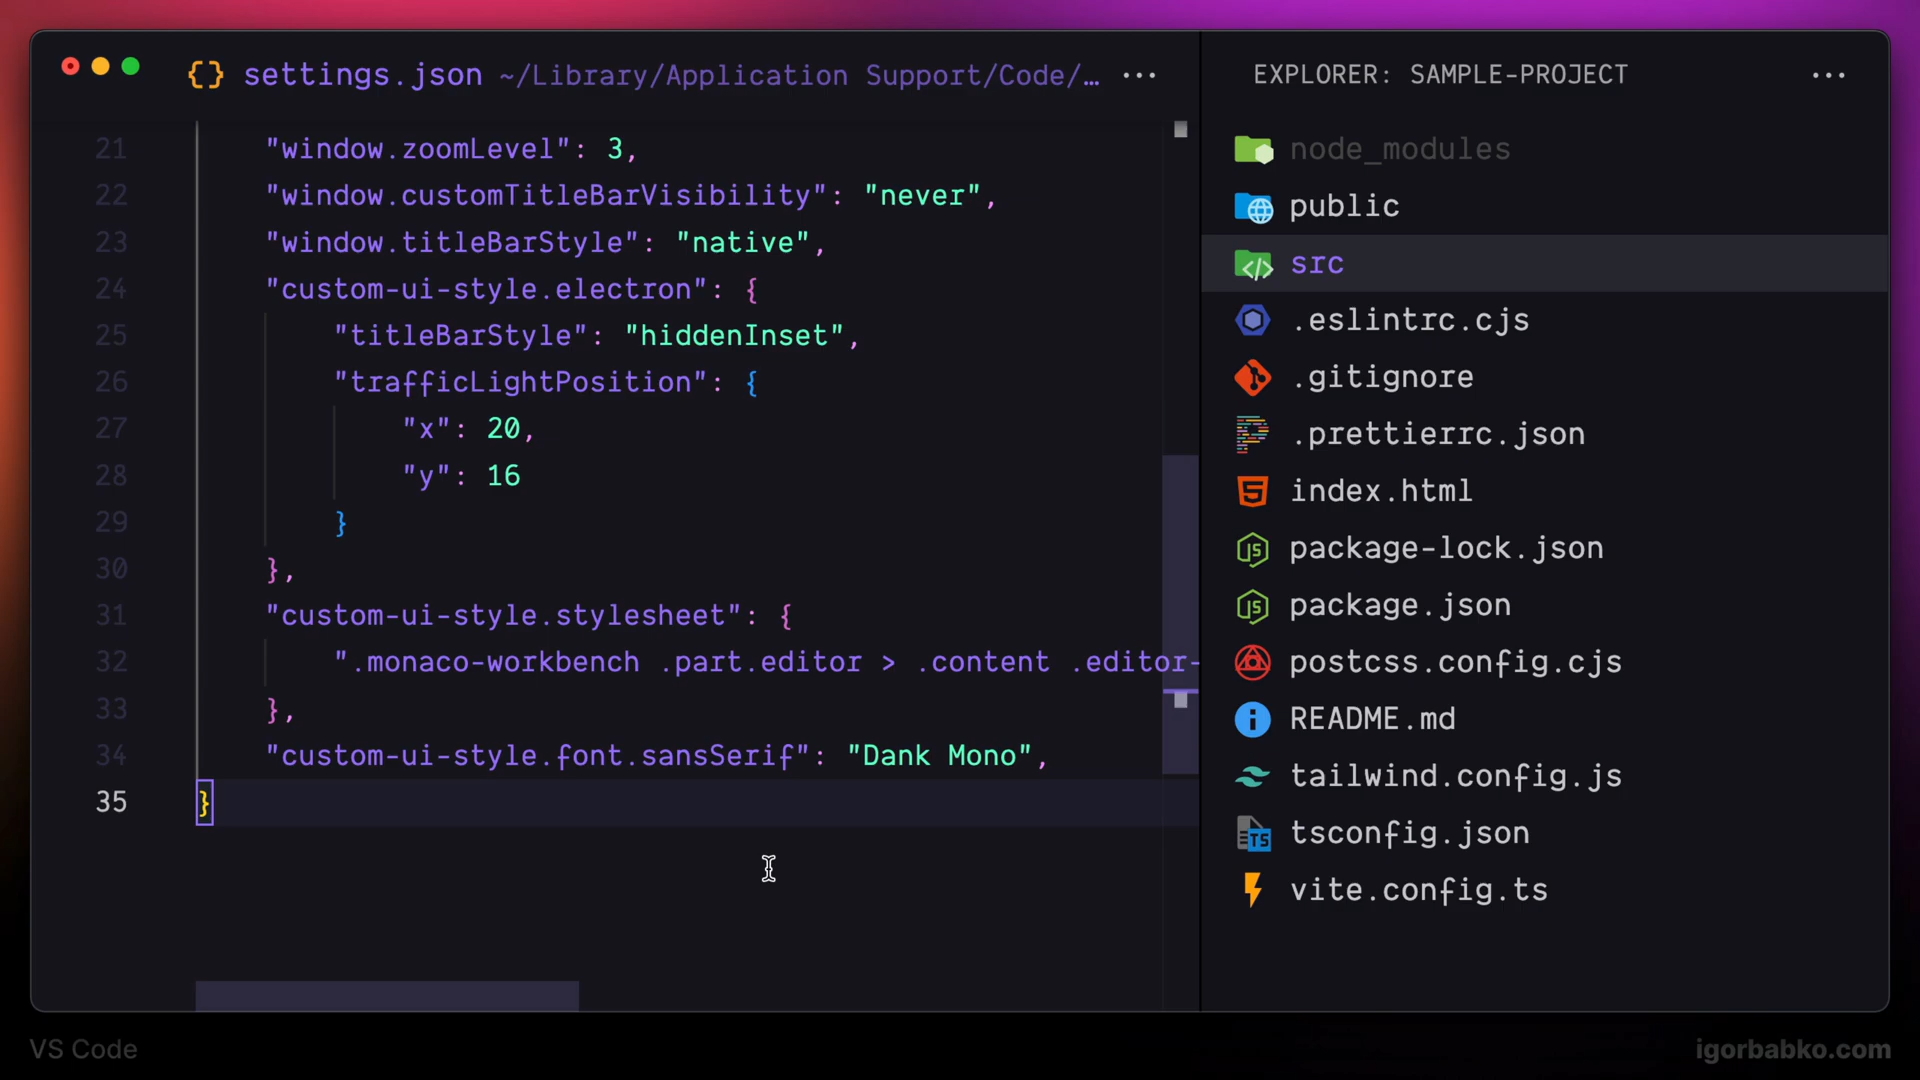 {} settings.json ~/Library/Application Support/Code/… ···
21 "window.zoomLevel": 3,
22 "window.customTitleBarVisibility": "never",
23 "window.titleBarStyle": "native",
24 "custom-ui-style.electron": {
25 "titleBarStyle": "hiddenInset",
26 "trafficLightPosition": {
27 "x": 20,
28 "y": 16
29 }
30 },
31 "custom-ui-style.stylesheet": {
32 ".monaco-workbench .part.editor > .content .editor-
33 },
34 "custom-ui-style.font.sansSerif": "Dank Mono",
35 }
EXPLORER: SAMPLE-PROJECT ···
node_modules
public
src
.eslintrc.cjs
.gitignore
.prettierrc.json
index.html
package-lock.json
package.json
postcss.config.cjs
README.md
tailwind.config.js
tsconfig.json
vite.config.ts
VS Code
igorbabko.com